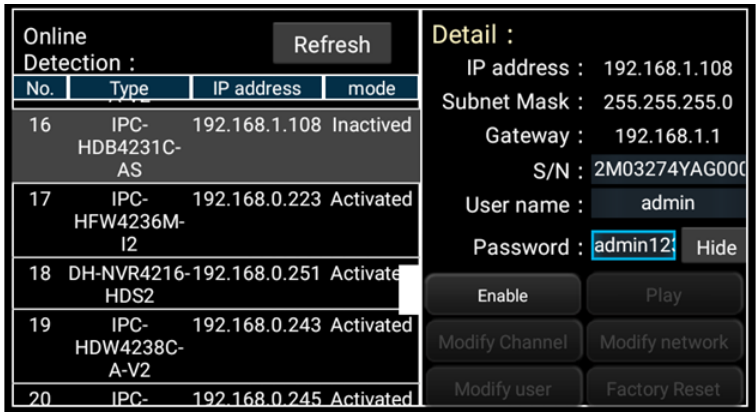 Online
Detection :
Refresh
No. Type IP address mode
16 IPC- 192.168.1.108 Inactived
HDB4231C-
AS
17 IPC- 192.168.0.223 Activated
HFW4236M-
I2
18 DH-NVR4216- 192.168.0.251 Activate
HDS2
19 IPC- 192.168.0.243 Activated
HDW4238C-
A-V2
20 IPC- 192.168.0.245 Activated
Detail :
IP address : 192.168.1.108
Subnet Mask : 255.255.255.0
Gateway : 192.168.1.1
S/N : 2M03274YAG000
User name : admin
Password : admin123 Hide
Enable Play
Modify Channel Modify network
Modify user Factory Reset